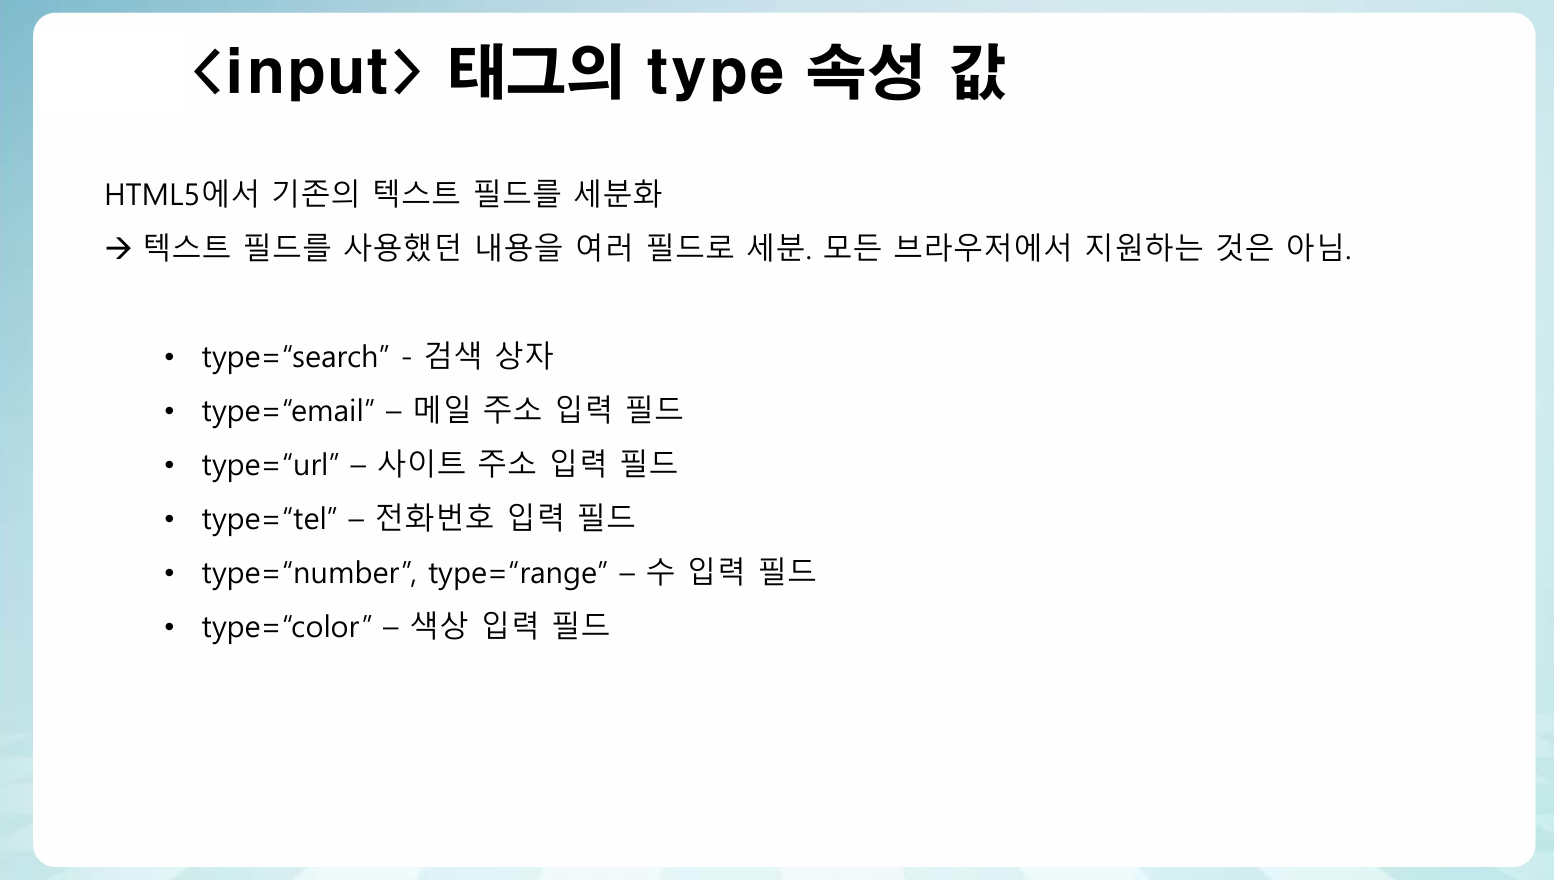 <input> 태그의 type 속성 값
HTML5에서 기존의 텍스트 필드를 세분화
→ 텍스트 필드를 사용했던 내용을 여러 필드로 세분. 모든 브라우저에서 지원하는 것은 아님.
• type=“search” - 검색 상자
• type=“email” – 메일 주소 입력 필드
• type=“url” – 사이트 주소 입력 필드
• type=“tel” – 전화번호 입력 필드
• type=“number”, type=“range” – 수 입력 필드
• type=“color” – 색상 입력 필드